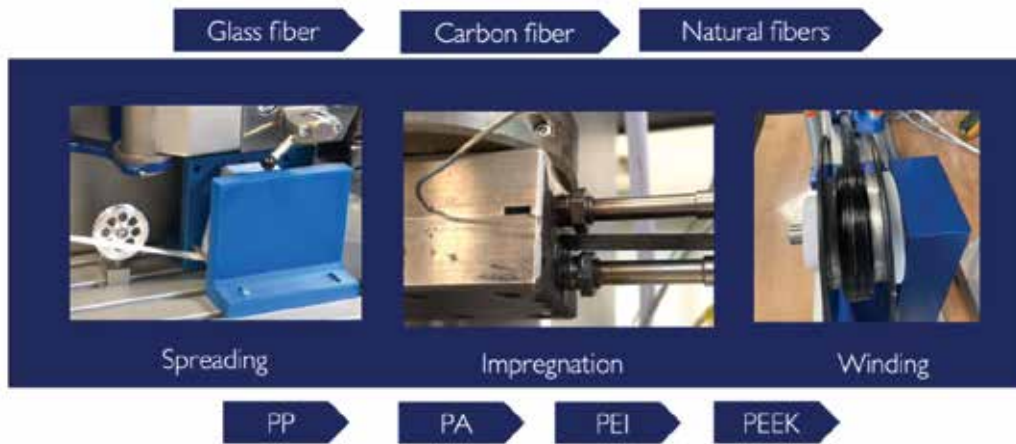 Glass fiber
Carbon fiber
Natural fibers
Spreading
Impregnation
Winding
PP
PA
PEI
PEEK